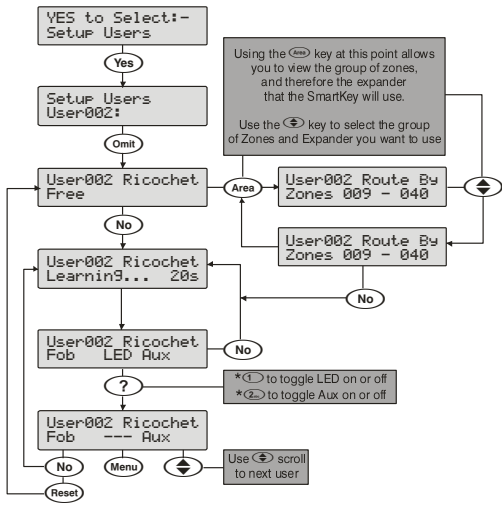 YES to Select:-
Setup Users
Yes
Setup Users
User002:
Omit
Using the Area key at this point allows
you to view the group of zones,
and therefore the expander
that the SmartKey will use.
Use the key to select the group
of Zones and Expander you want to use
User002 Ricochet
Free
Area
User002 Route By
Zones 009 - 040
No
User002 Route By
Zones 009 - 040
User002 Ricochet
Learning... 20s
No
User002 Ricochet
Fob LED Aux
No
?
*1 to toggle LED on or off
*2 to toggle Aux on or off
User002 Ricochet
Fob --- Aux
No
Menu
Use scroll
to next user
Reset